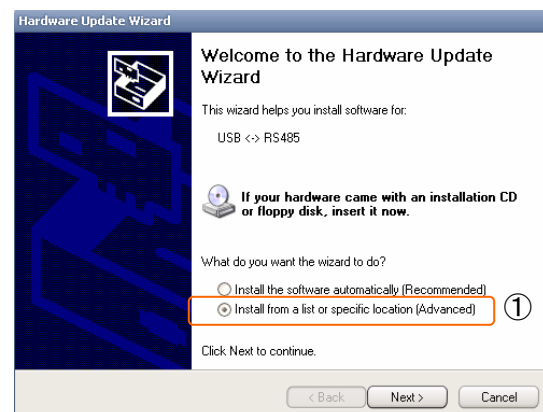 Hardware Update Wizard
Welcome to the Hardware Update
Wizard
This wizard helps you install software for:
USB <-> RS485
If your hardware came with an installation CD
or floppy disk, insert it now.
What do you want the wizard to do?
Install the software automatically (Recommended)
Install from a list or specific location (Advanced)
①
Click Next to continue.
< Back
Next >
Cancel